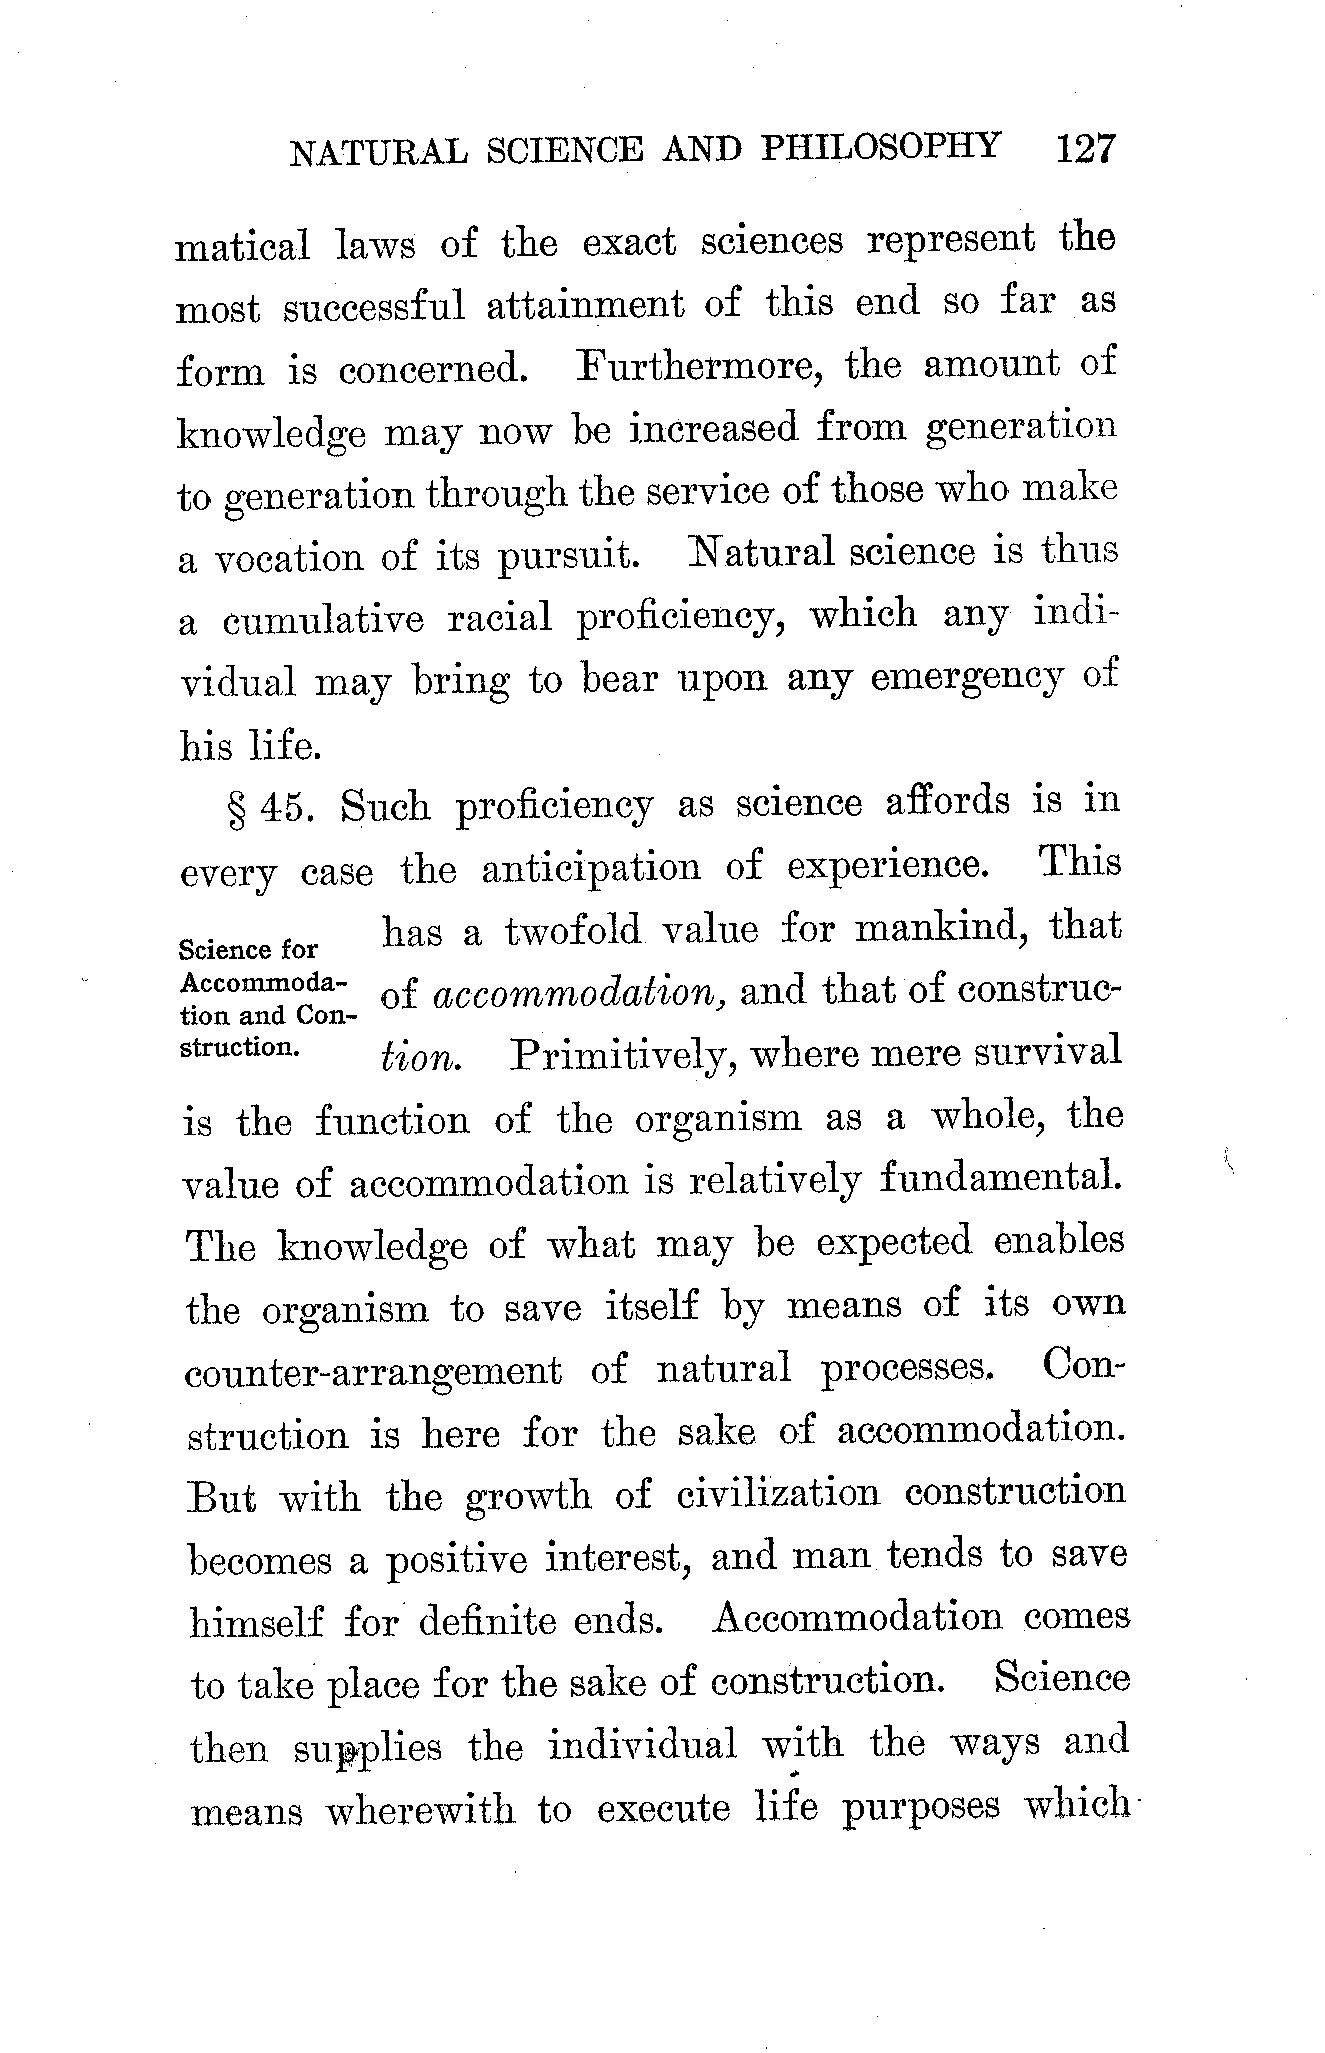 NATURAL SCIENCE AND PHILOSOPHY 127
matical laws of the exact sciences represent the
most successful attainment of this end so far as
form is concerned. Furthermore, the amount of
knowledge may now be increased from generation
to generation through the service of those who make
a vocation of its pursuit. Natural science is thus
a cumulative racial proficiency, which any indi-
vidual may bring to bear upon any emergency of
his life.
§ 45. Such proficiency as science affords is in
every case the anticipation of experience. This
Science for
Accommoda-
tion and Con-
struction.
has a twofold value for mankind, that
of accommodation, and that of construc-
tion. Primitively, where mere survival
is the function of the organism as a whole, the
value of accommodation is relatively fundamental.
The knowledge of what may be expected enables
the organism to save itself by means of its own
counter-arrangement of natural processes. Con-
struction is here for the sake of accommodation.
But with the growth of civilization construction
becomes a positive interest, and man tends to save
himself for definite ends. Accommodation comes
to take place for the sake of construction. Science
then supplies the individual with the ways and
means wherewith to execute life purposes which